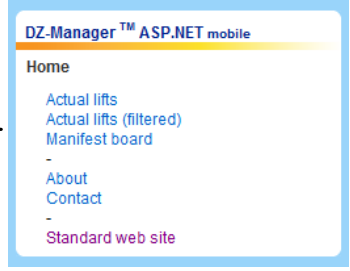 DZ-Manager TM ASP.NET mobile
Home
Actual lifts
Actual lifts (filtered)
Manifest board
-
About
Contact
-
Standard web site